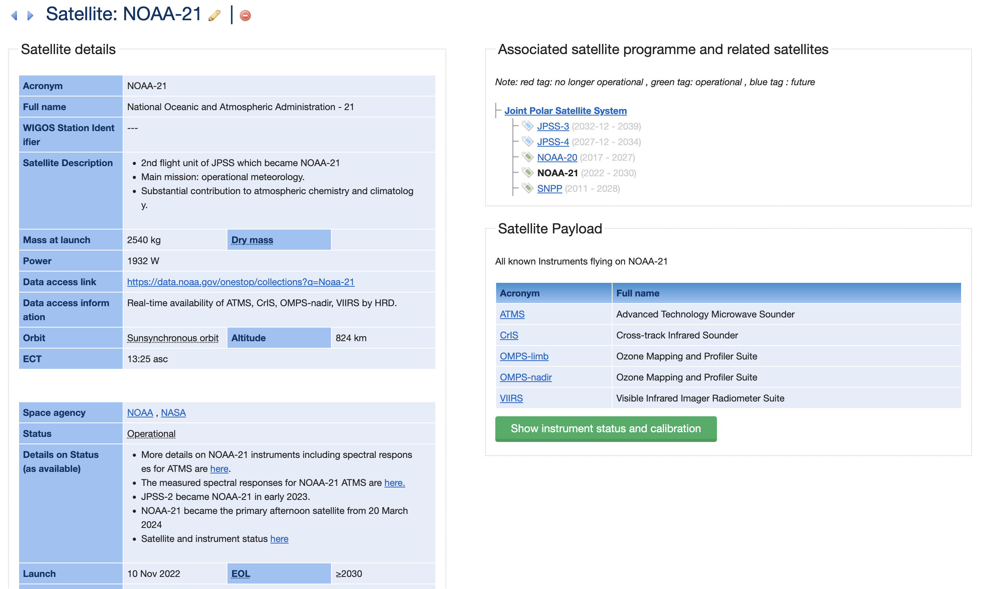 Satellite: NOAA-21
Satellite details
Acronym NOAA-21
Full name National Oceanic and Atmospheric Administration - 21
WIGOS Station Ident
ifier
---
Satellite Description
• 2nd flight unit of JPSS which became NOAA-21
• Main mission: operational meteorology.
• Substantial contribution to atmospheric chemistry and climatolog
y.
Mass at launch 2540 kg Dry mass
Power 1932 W
Data access link https://data.noaa.gov/onestop/collections?q=Noaa-21
Data access inform
ation
Real-time availability of ATMS, CrIS, OMPS-nadir, VIIRS by HRD.
Orbit Sunsynchronous orbit Altitude 824 km
ECT 13:25 asc
Space agency NOAA , NASA
Status Operational
Details on Status
(as available)
• More details on NOAA-21 instruments including spectral respons
es for ATMS are here.
• The measured spectral responses for NOAA-21 ATMS are here.
• JPSS-2 became NOAA-21 in early 2023.
• NOAA-21 became the primary afternoon satellite from 20 March
2024
• Satellite and instrument status here
Launch 10 Nov 2022 EOL ≥2030
Associated satellite programme and related satellites
Note: red tag: no longer operational , green tag: operational , blue tag : future
Joint Polar Satellite System
JPSS-3 (2032-12 - 2039)
JPSS-4 (2027-12 - 2034)
NOAA-20 (2017 - 2027)
NOAA-21 (2022 - 2030)
SNPP (2011 - 2028)
Satellite Payload
All known Instruments flying on NOAA-21
Acronym Full name
ATMS Advanced Technology Microwave Sounder
CrIS Cross-track Infrared Sounder
OMPS-limb Ozone Mapping and Profiler Suite
OMPS-nadir Ozone Mapping and Profiler Suite
VIIRS Visible Infrared Imager Radiometer Suite
Show instrument status and calibration